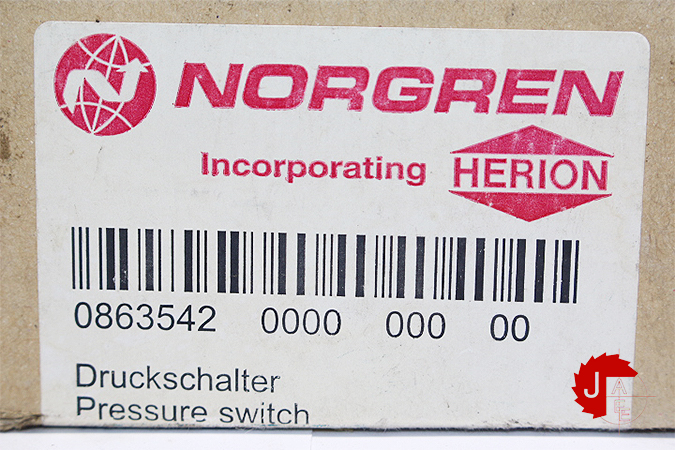 NORGREN
Incorporating HERION
0863542 0000 000 00
Druckschalter
Pressure switch
J A